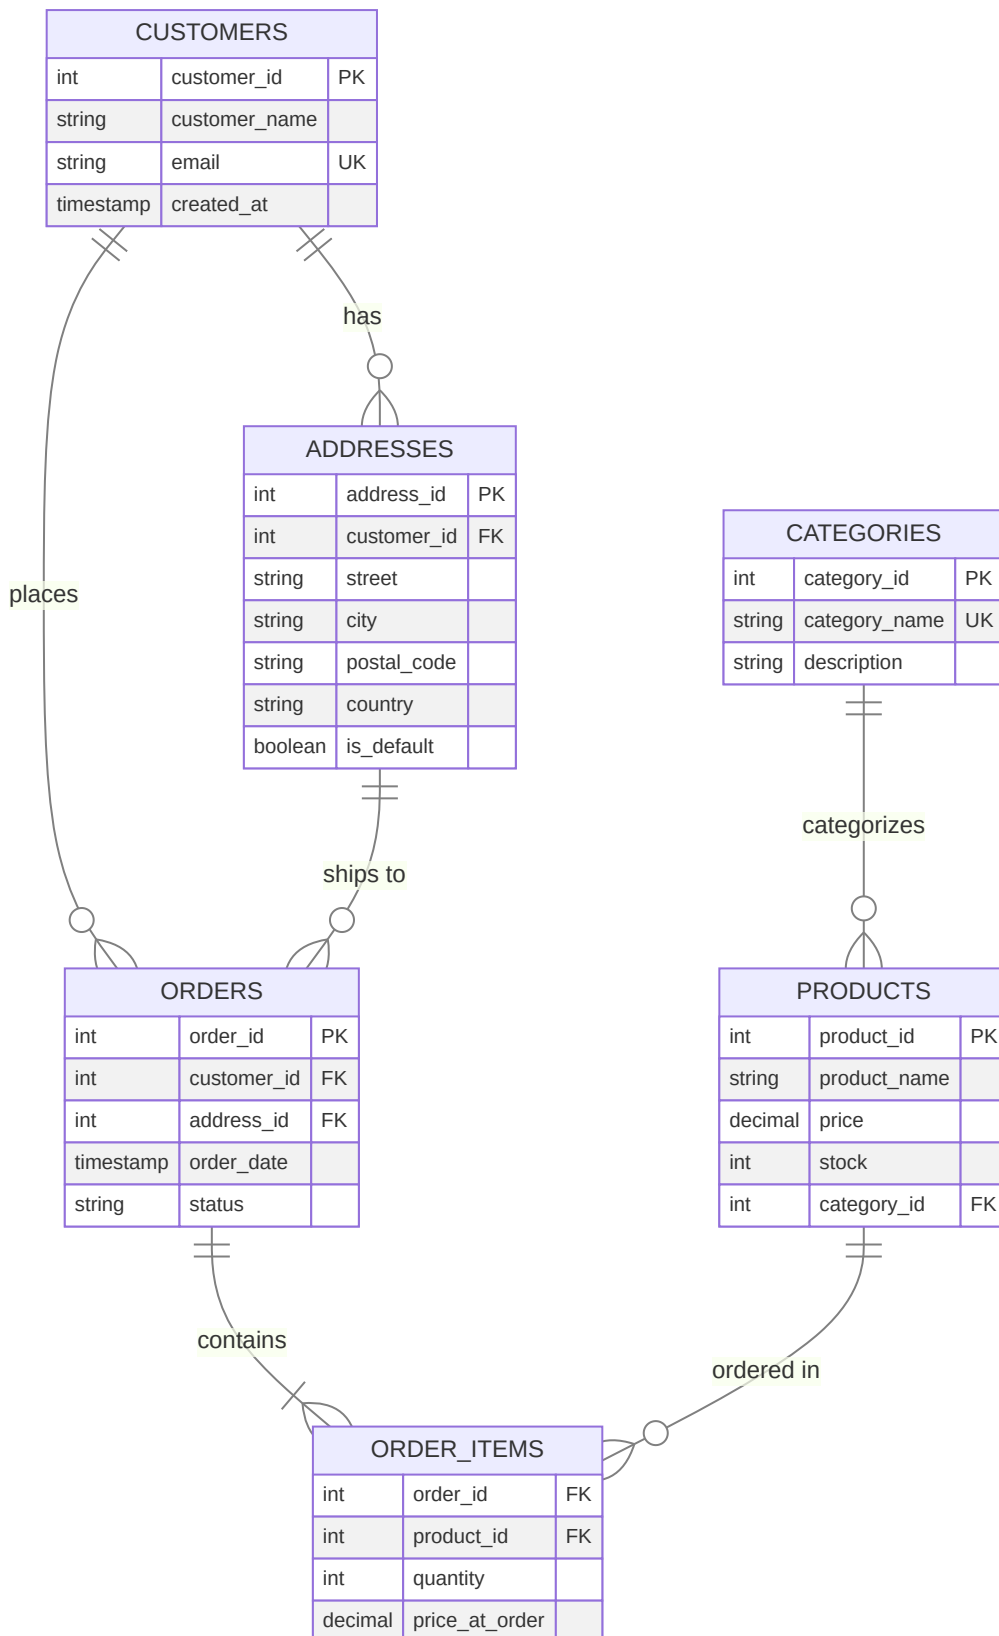 CUSTOMERS
int customer_id PK
string customer_name
string email UK
timestamp created_at
has
ADDRESSES
int address_id PK
int customer_id FK
string street
string city
string postal_code
string country
boolean is_default
places
CATEGORIES
int category_id PK
string category_name UK
string description
categorizes
ships to
ORDERS
int order_id PK
int customer_id FK
int address_id FK
timestamp order_date
string status
PRODUCTS
int product_id PK
string product_name
decimal price
int stock
int category_id FK
contains
ordered in
ORDER_ITEMS
int order_id FK
int product_id FK
int quantity
decimal price_at_order